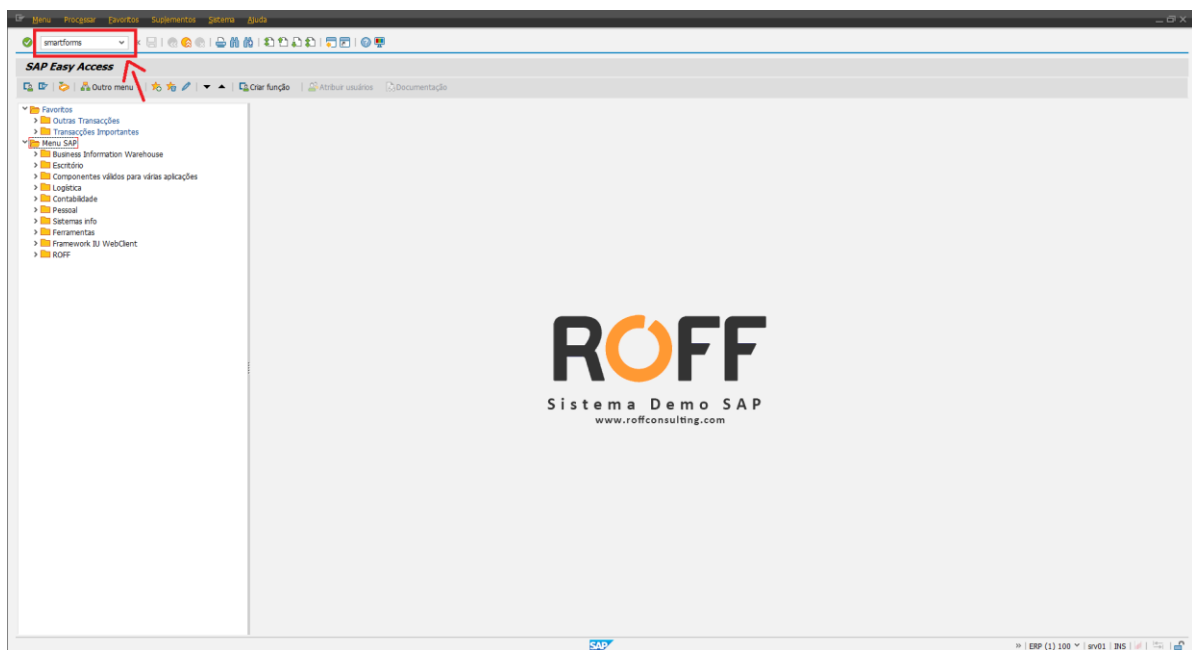 Menu Processar Favoritos Suplementos Sistema Ajuda
smartforms
SAP Easy Access
Outro menu Criar função Atribuir usuários Documentação
Favoritos
Outras Transacções
Transacções Importantes
Menu SAP
Business Information Warehouse
Escritório
Componentes válidos para várias aplicações
Logística
Contabilidade
Pessoal
Sistemas info
Ferramentas
Framework IU WebClient
ROFF
ROFF
Sistema Demo SAP
www.roffconsulting.com
SAP
» ERP (1) 100 srv01 INS